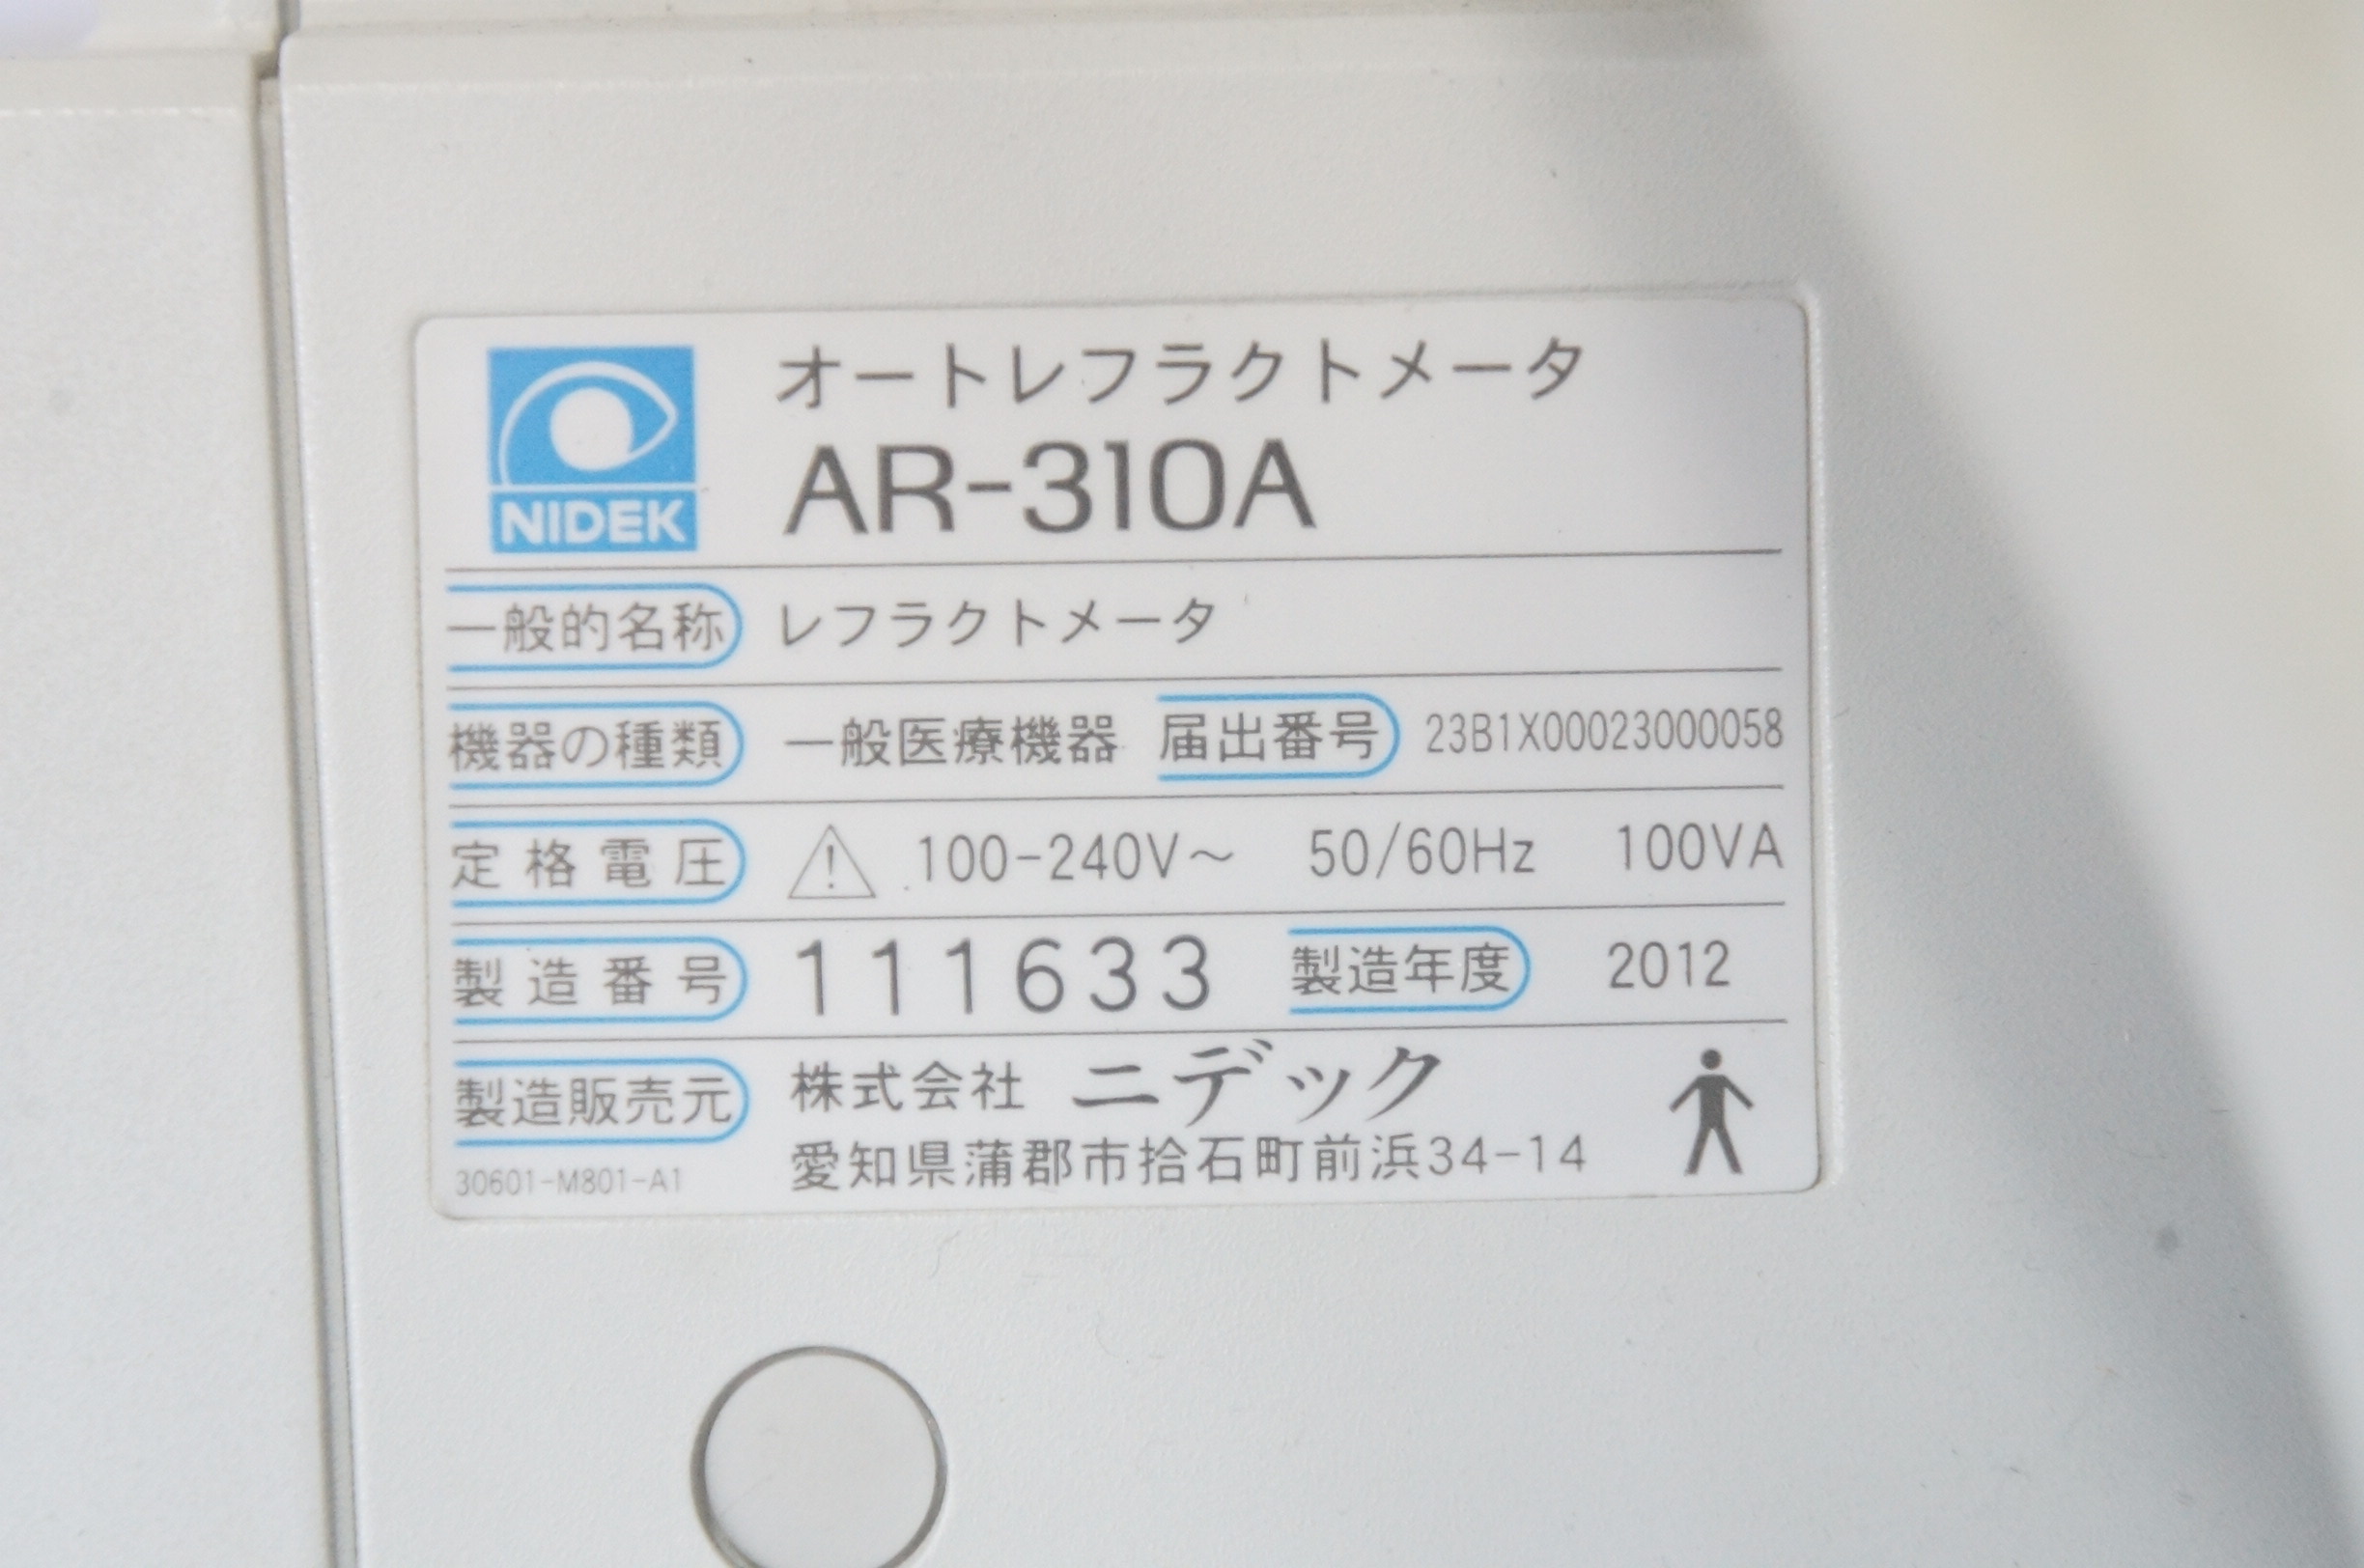 オートレフラクトメータ
NIDEK AR-310A
一般的名称 レフラクトメータ
機器の種類 一般医療機器 届出番号 23B1X00023000058
定格電圧 ⚠ 100-240V～ 50/60Hz 100VA
製造番号 111633 製造年度 2012
製造販売元 株式会社 ニデック
愛知県蒲郡市拾石町前浜34-14
30601-M801-A1